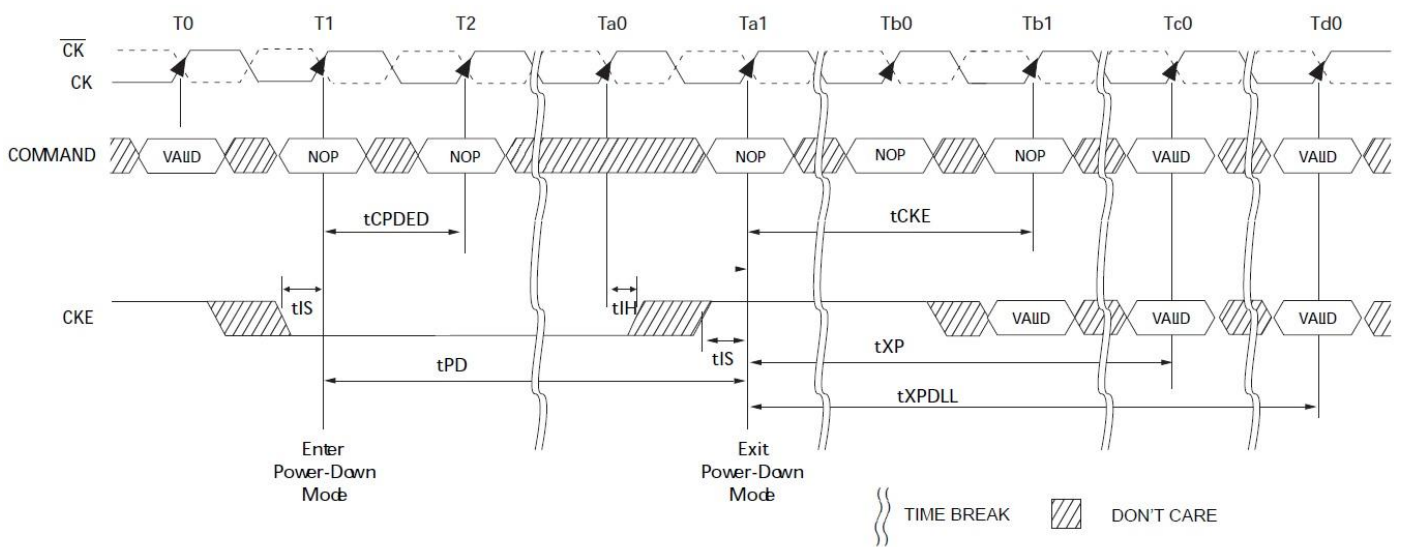 T0 T1 T2 Ta0 Ta1 Tb0 Tb1 Tc0 Td0
CK
CK
COMMAND VALID NOP NOP NOP NOP NOP VALID VALID
tCPDED tCKE
tIS tIH
CKE VALID VALID VALID
tIS tXP
tPD
tXPDLL
Enter
Power-Down
Mode
Exit
Power-Down
Mode
TIME BREAK DON'T CARE